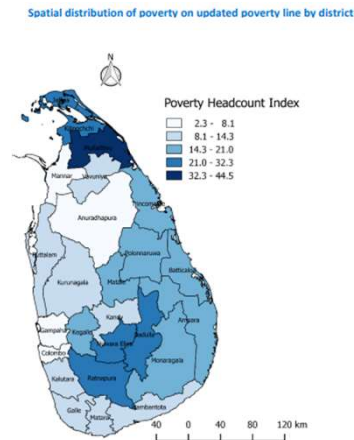 Spatial distribution of poverty on updated poverty line by district
N
Poverty Headcount Index
2.3 - 8.1
8.1 - 14.3
14.3 - 21.0
21.0 - 32.3
32.3 - 44.5
Mannar
Vavuniya
Anuradhapura
Trincomalee
Puttalam
Polonnaruwa
Batticaloa
Kurunagala
Matale
Kandy
Ampara
Gampaha
Kegalle
Badulla
Nuwara Eliya
Colombo
Monaragala
Ratnapura
Kalutara
Hambantota
Galle
Matara
40 0 40 80 120 km